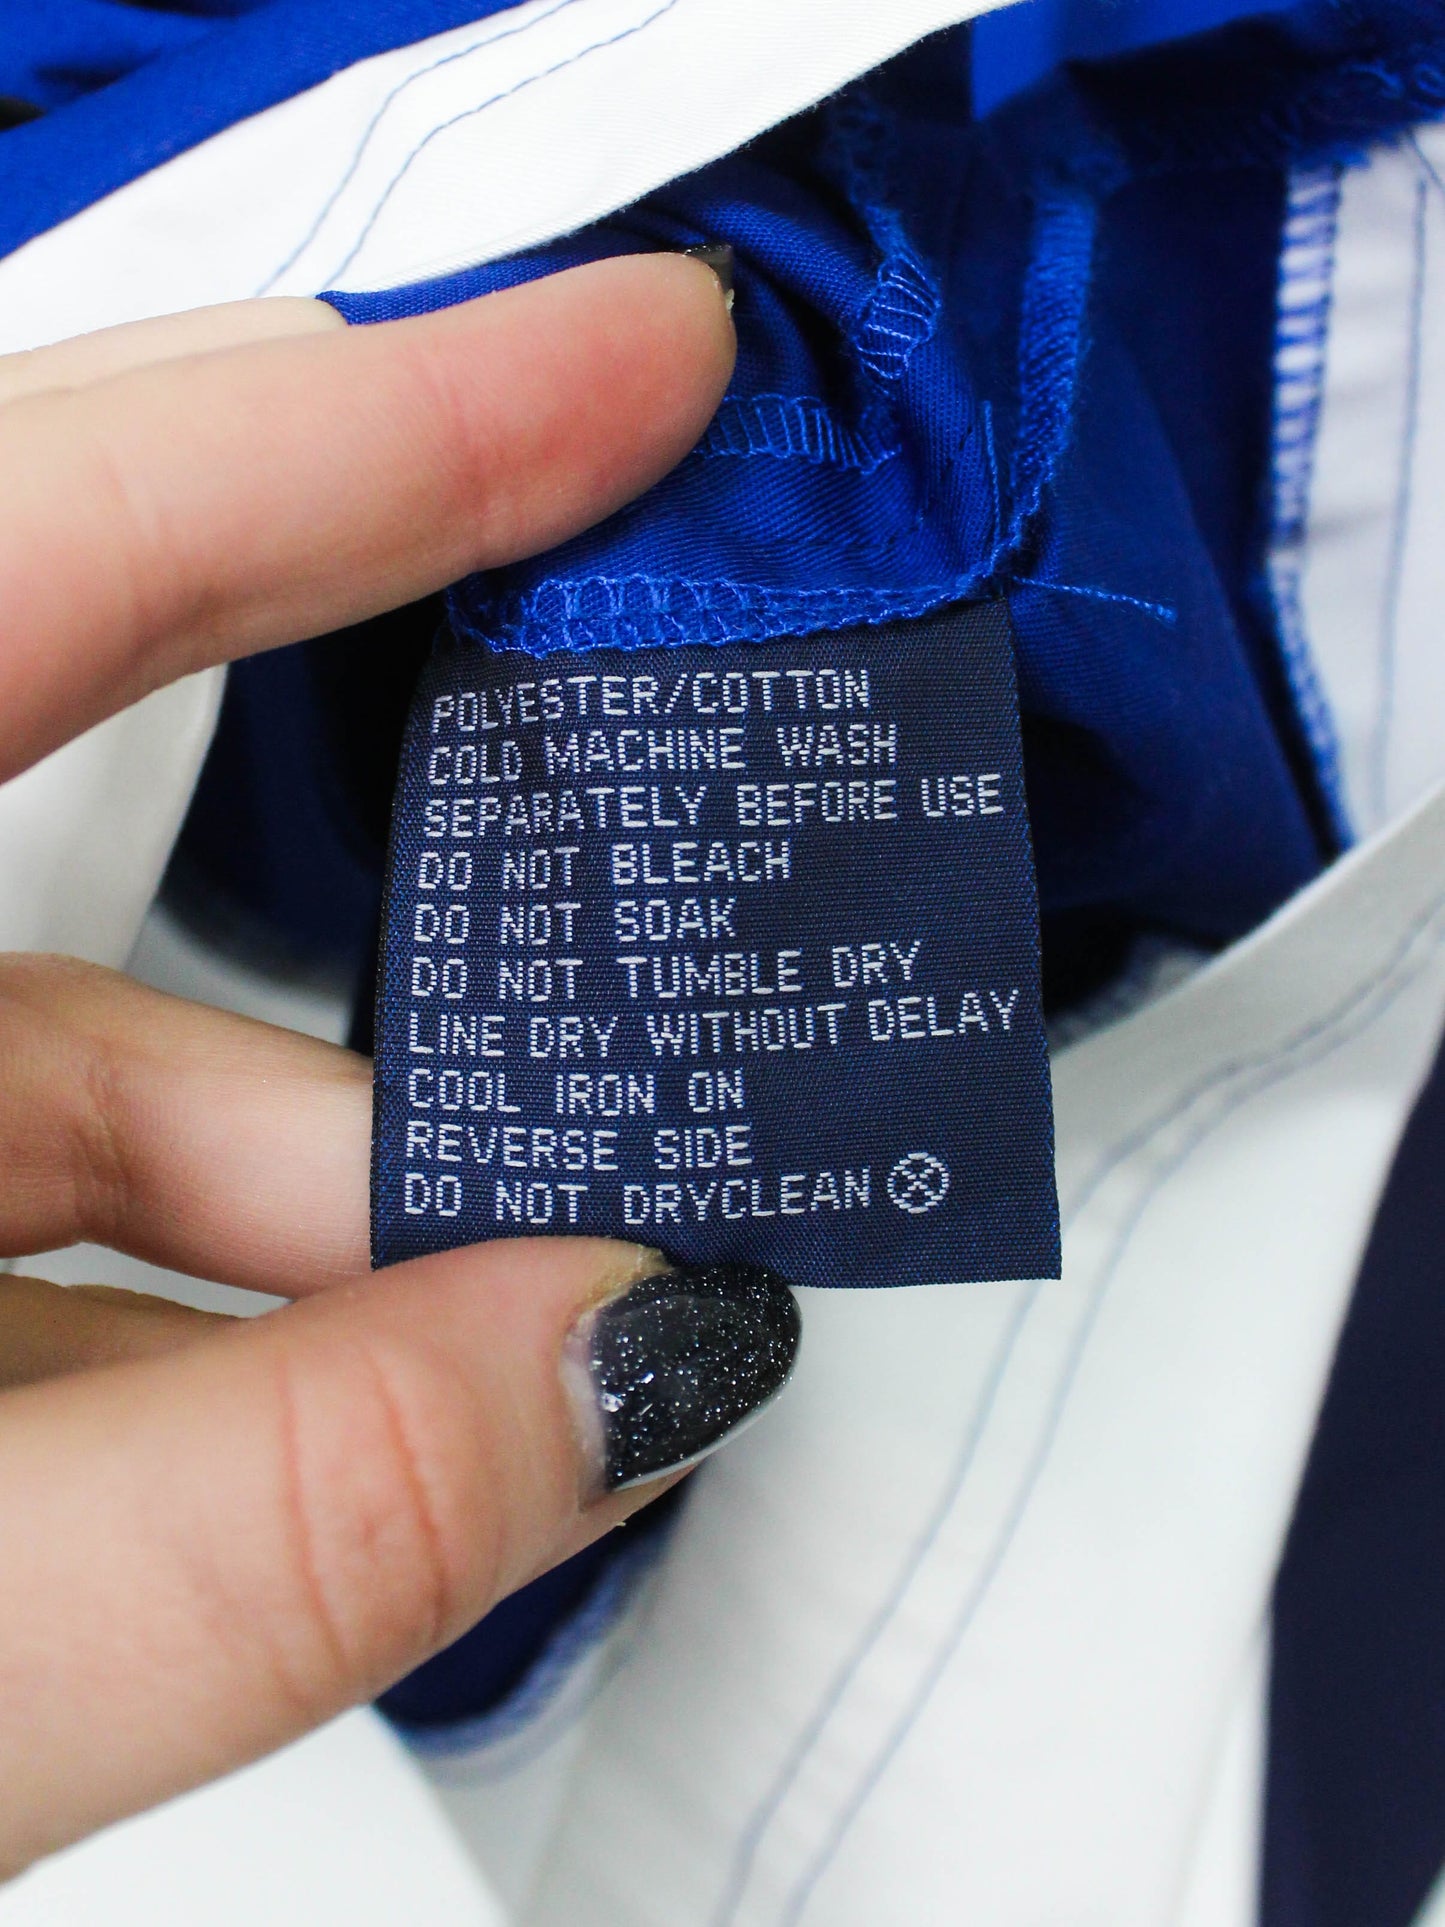 POLYESTER/COTTON
COLD MACHINE WASH
SEPARATELY BEFORE USE
DO NOT BLEACH
DO NOT SOAK
DO NOT TUMBLE DRY
LINE DRY WITHOUT DELAY
COOL IRON ON
REVERSE SIDE
DO NOT DRYCLEAN